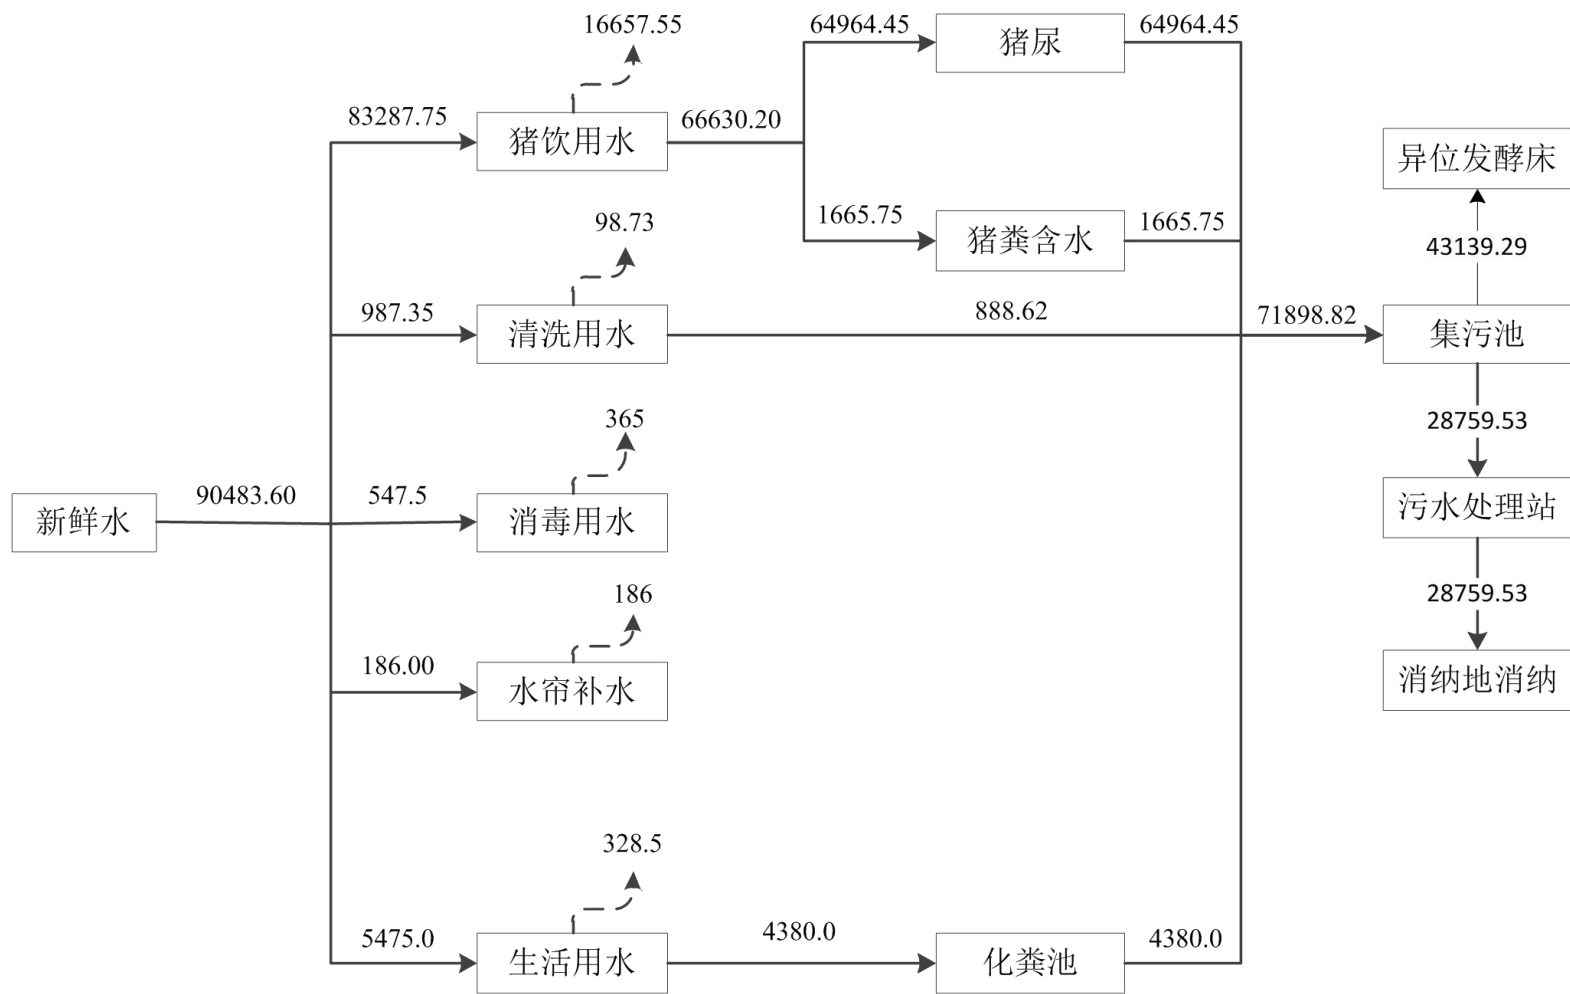 16657.55
64964.45
猪尿
64964.45
83287.75
猪饮用水
66630.20
异位发酵床
98.73
1665.75
猪粪含水
1665.75
43139.29
987.35
清洗用水
888.62
71898.82
集污池
365
28759.53
90483.60
547.5
新鲜水
消毒用水
污水处理站
186
28759.53
186.00
水帘补水
消纳地消纳
328.5
5475.0
生活用水
4380.0
化粪池
4380.0